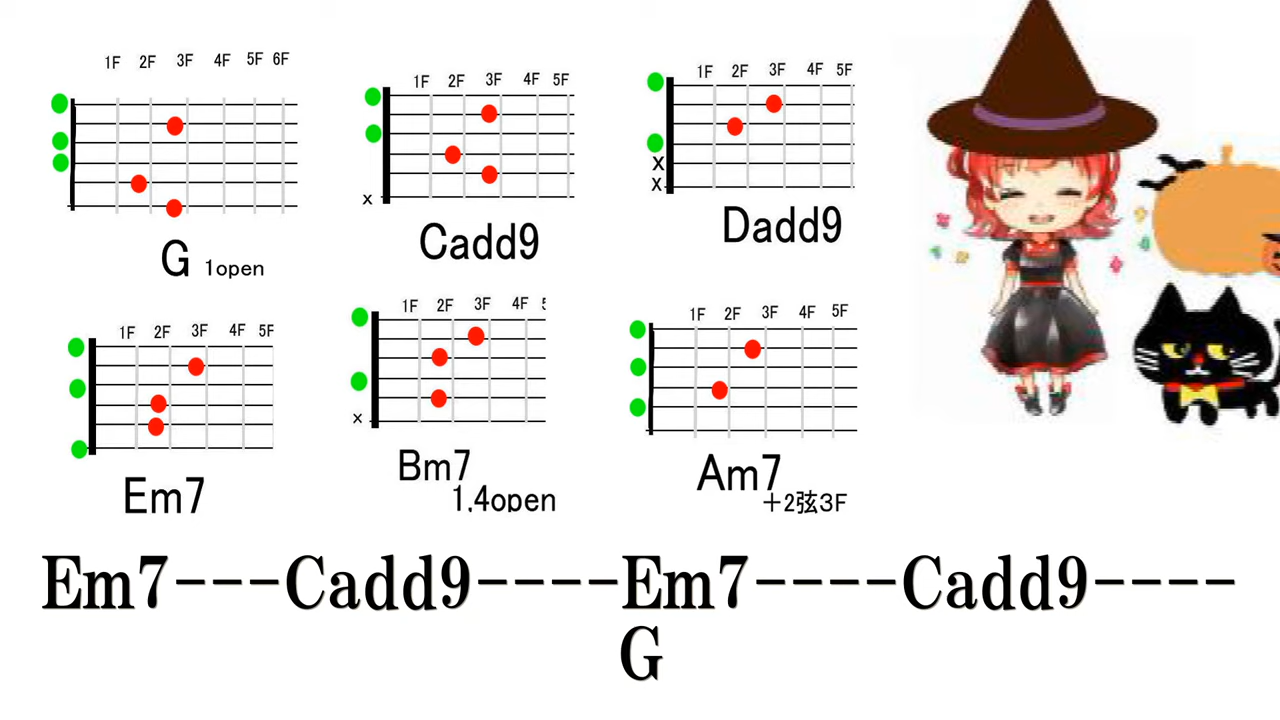 1F 2F 3F 4F 5F 6F
G 1open
1F 2F 3F 4F 5F
x
Cadd9
1F 2F 3F 4F 5F
x
x
Dadd9
1F 2F 3F 4F 5F
Em7
1F 2F 3F 4F 5
x
Bm7
1,4open
1F 2F 3F 4F 5F
Am7
+2弦3F
Em7---Cadd9----Em7----Cadd9----
G